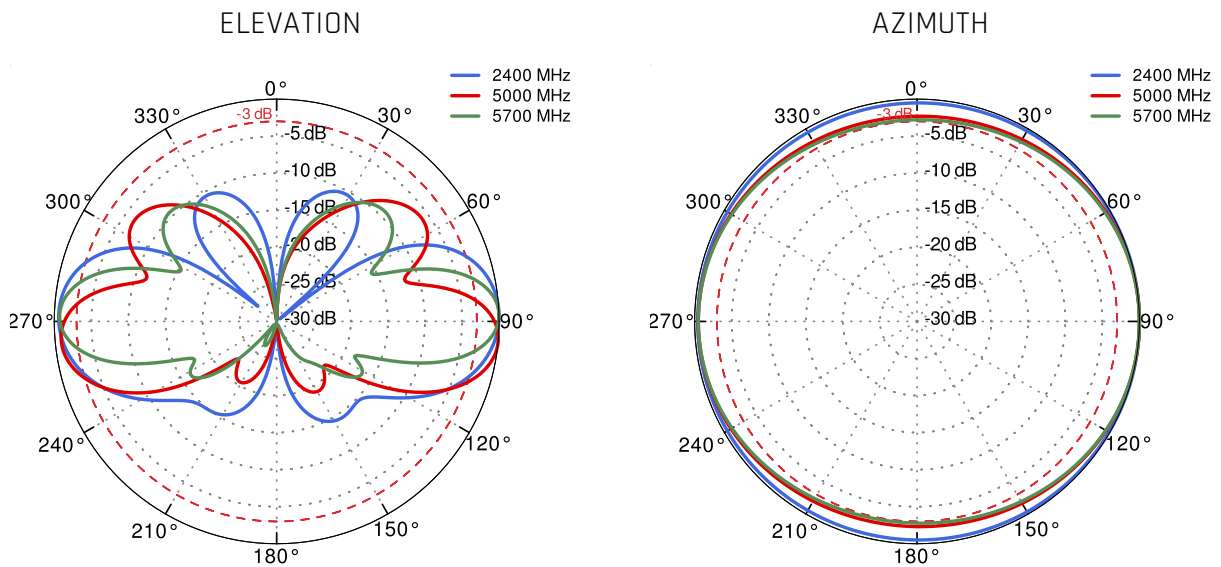 ELEVATION
2400 MHz
5000 MHz
5700 MHz
0°
330°
-3 dB
30°
-5 dB
-10 dB
300°
60°
-15 dB
-20 dB
-25 dB
270°
-30 dB
90°
240°
120°
210°
150°
180°
AZIMUTH
2400 MHz
5000 MHz
5700 MHz
0°
330°
-3 dB
30°
-5 dB
-10 dB
300°
60°
-15 dB
-20 dB
-25 dB
270°
-30 dB
90°
240°
120°
210°
150°
180°